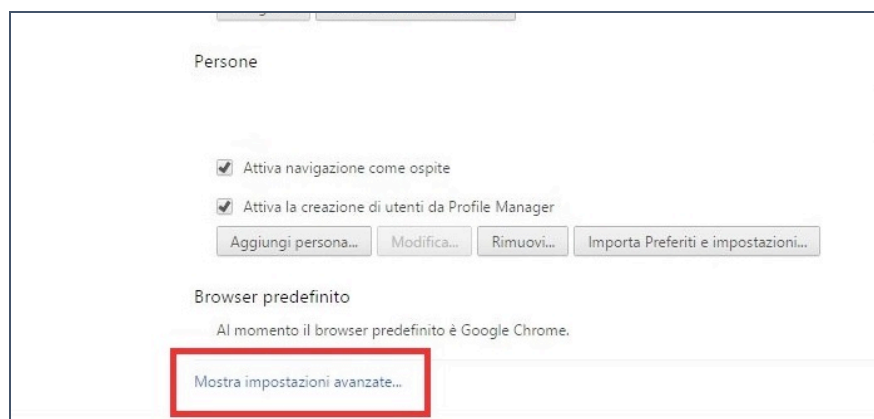 Persone
Attiva navigazione come ospite
Attiva la creazione di utenti da Profile Manager
Aggiungi persona... Modifica... Rimuovi... Importa Preferiti e impostazioni...
Browser predefinito
Al momento il browser predefinito è Google Chrome.
Mostra impostazioni avanzate...